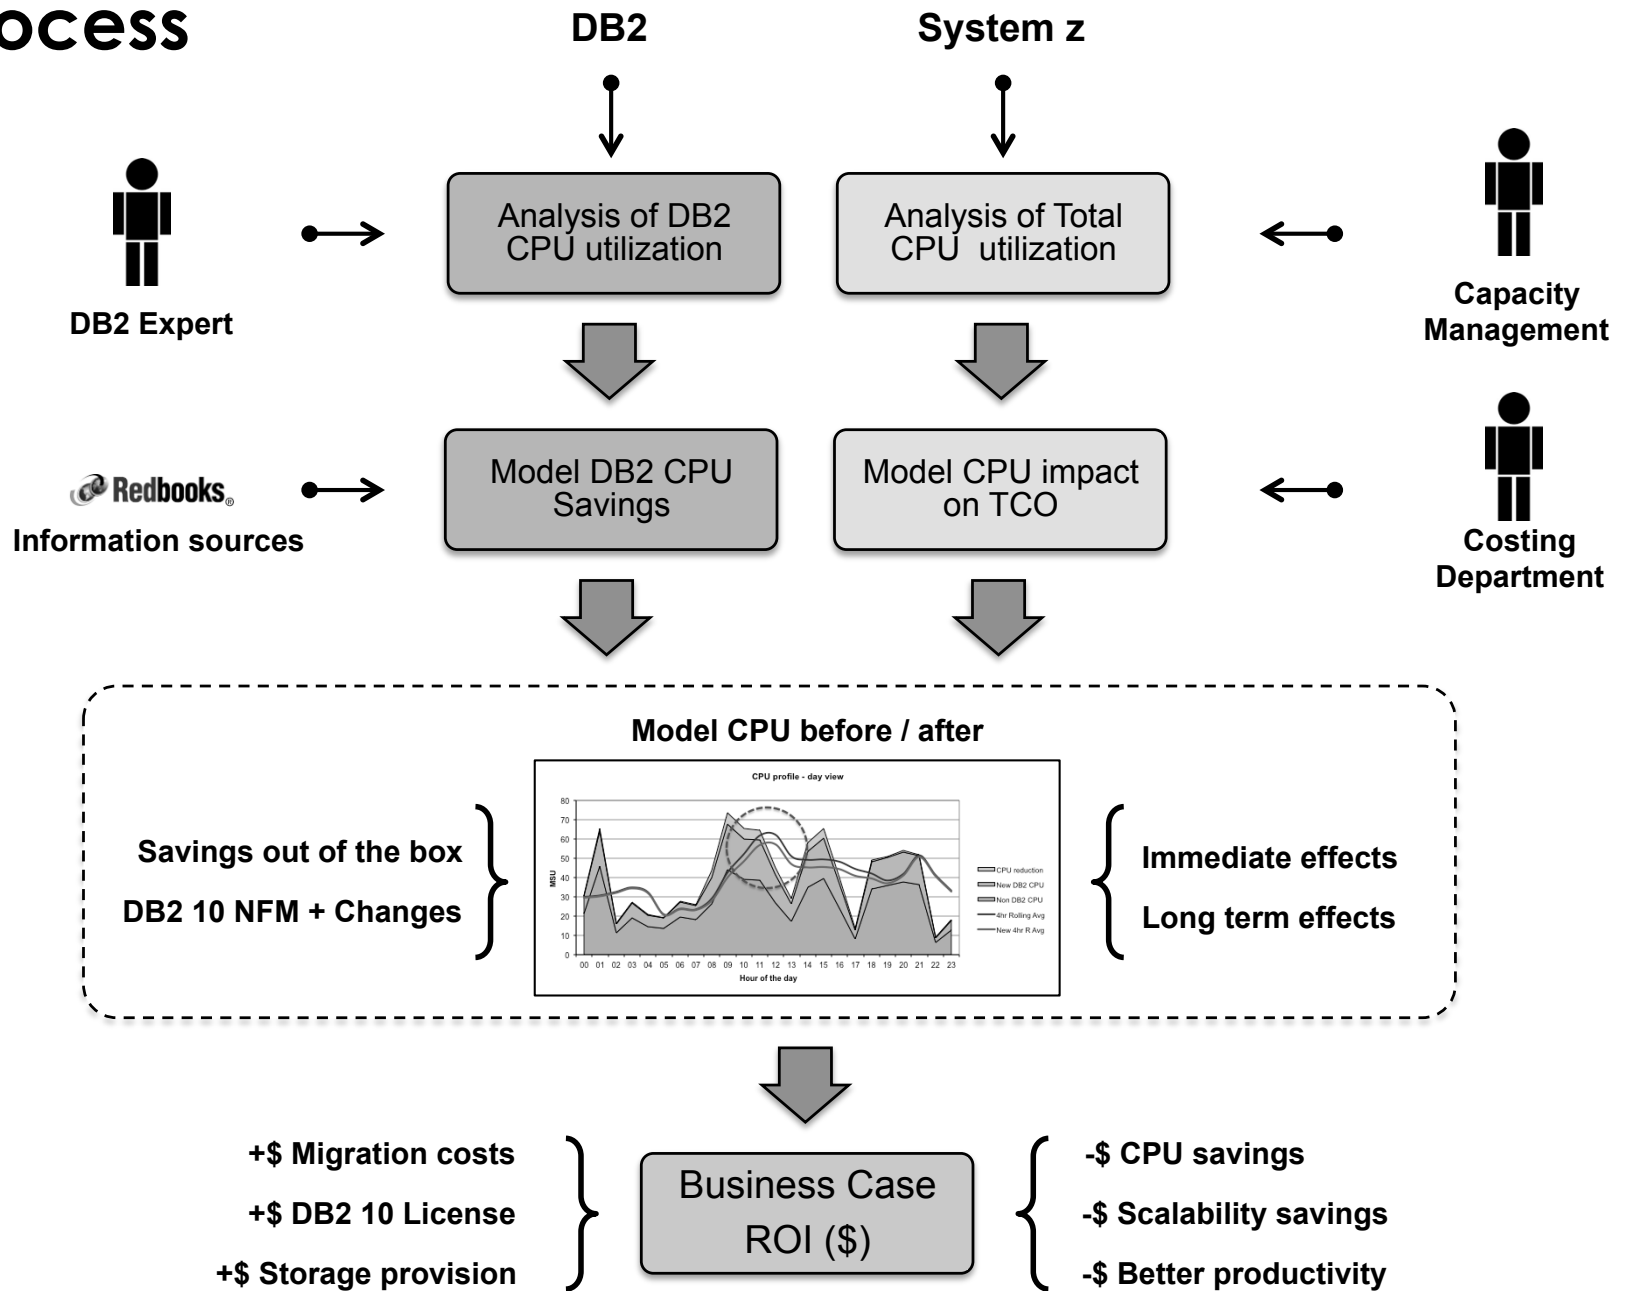 ocess
DB2
System z
Analysis of DB2
CPU utilization
Analysis of Total
CPU utilization
DB2 Expert
Capacity
Management
Redbooks®
Information sources
Model DB2 CPU
Savings
Model CPU impact
on TCO
Costing
Department
Model CPU before / after
Savings out of the box
DB2 10 NFM + Changes
CPU profile - day view
MSU
80
70
60
50
40
30
20
10
0
00 01 02 03 04 05 06 07 08 09 10 11 12 13 14 15 16 17 18 19 20 21 22 23
Hour of the day
CPU reduction
New DB2 CPU
Non DB2 CPU
4hr Rolling Avg
New 4hr R Avg
Immediate effects
Long term effects
+$ Migration costs
+$ DB2 10 License
+$ Storage provision
Business Case
ROI ($)
-$ CPU savings
-$ Scalability savings
-$ Better productivity